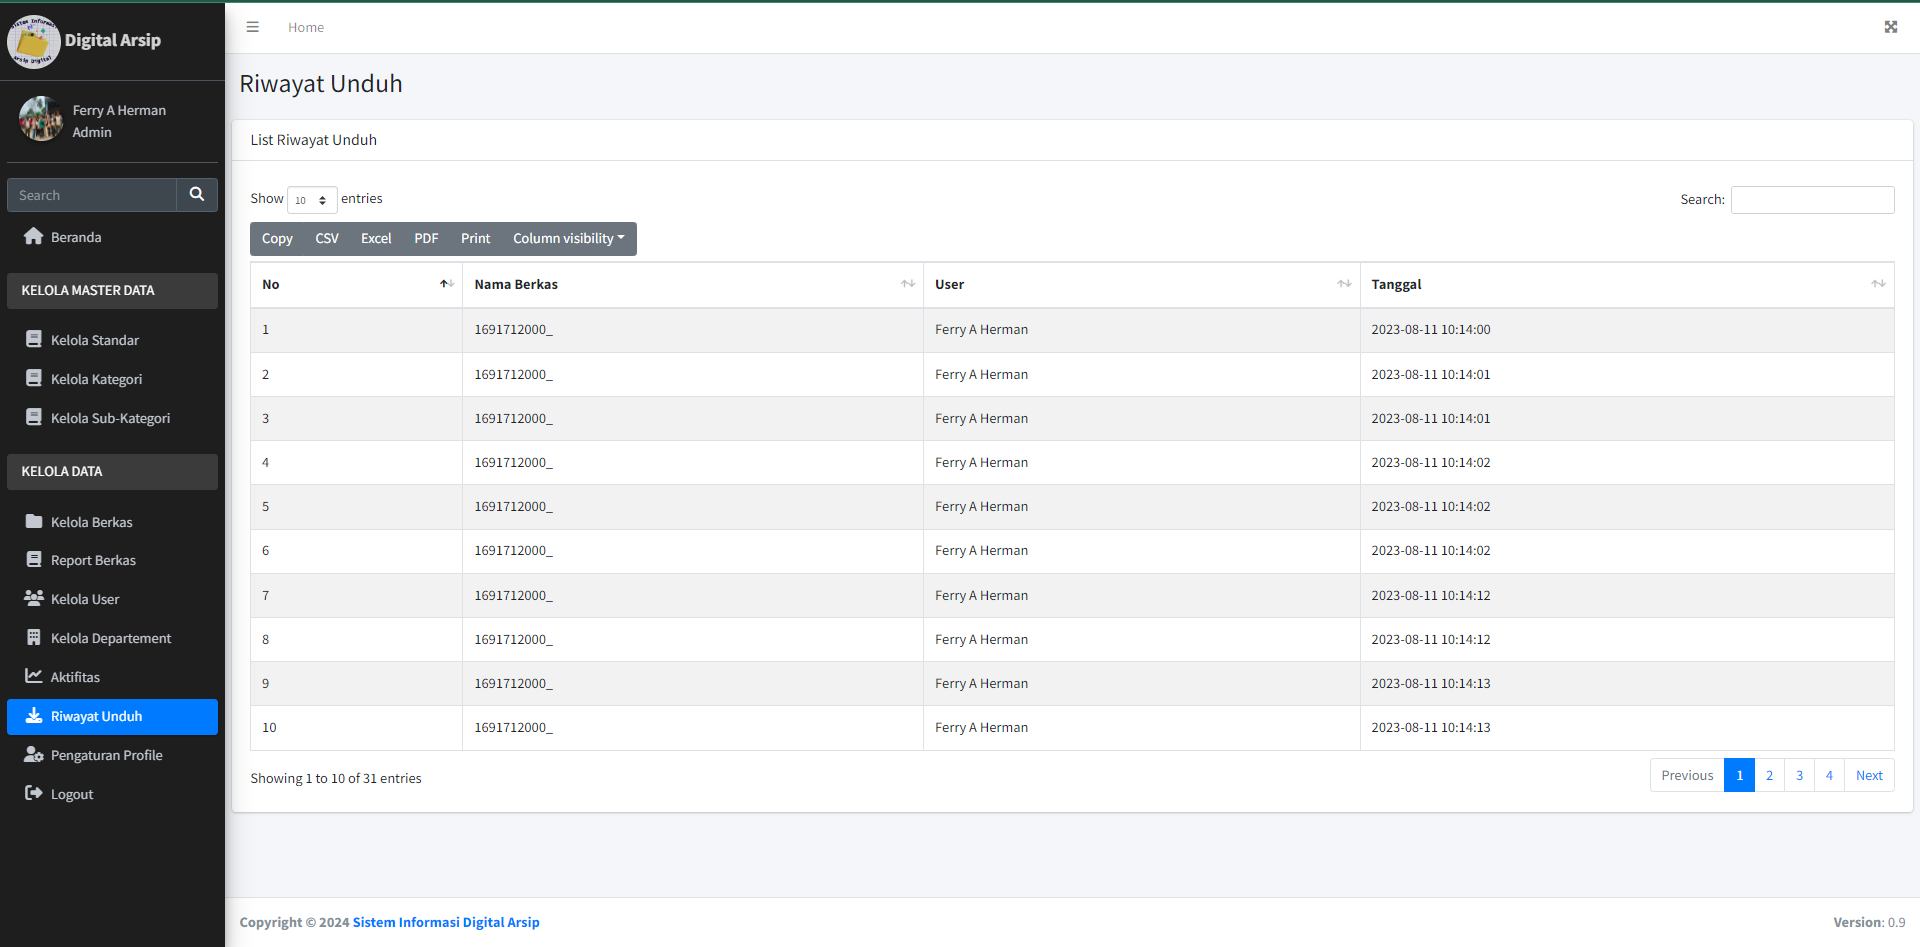 Sistem Informasi
Arsip Digital
Digital Arsip
Ferry A Herman
Admin
Search
Beranda
KELOLA MASTER DATA
Kelola Standar
Kelola Kategori
Kelola Sub-Kategori
KELOLA DATA
Kelola Berkas
Report Berkas
Kelola User
Kelola Departement
Aktifitas
Riwayat Unduh
Pengaturan Profile
Logout
Home
Riwayat Unduh
List Riwayat Unduh
Show 10 entries
Search:
Copy CSV Excel PDF Print Column visibility
No Nama Berkas User Tanggal
1 1691712000_ Ferry A Herman 2023-08-11 10:14:00
2 1691712000_ Ferry A Herman 2023-08-11 10:14:01
3 1691712000_ Ferry A Herman 2023-08-11 10:14:01
4 1691712000_ Ferry A Herman 2023-08-11 10:14:02
5 1691712000_ Ferry A Herman 2023-08-11 10:14:02
6 1691712000_ Ferry A Herman 2023-08-11 10:14:02
7 1691712000_ Ferry A Herman 2023-08-11 10:14:12
8 1691712000_ Ferry A Herman 2023-08-11 10:14:12
9 1691712000_ Ferry A Herman 2023-08-11 10:14:13
10 1691712000_ Ferry A Herman 2023-08-11 10:14:13
Showing 1 to 10 of 31 entries
Previous 1 2 3 4 Next
Copyright © 2024 Sistem Informasi Digital Arsip
Version: 0.9